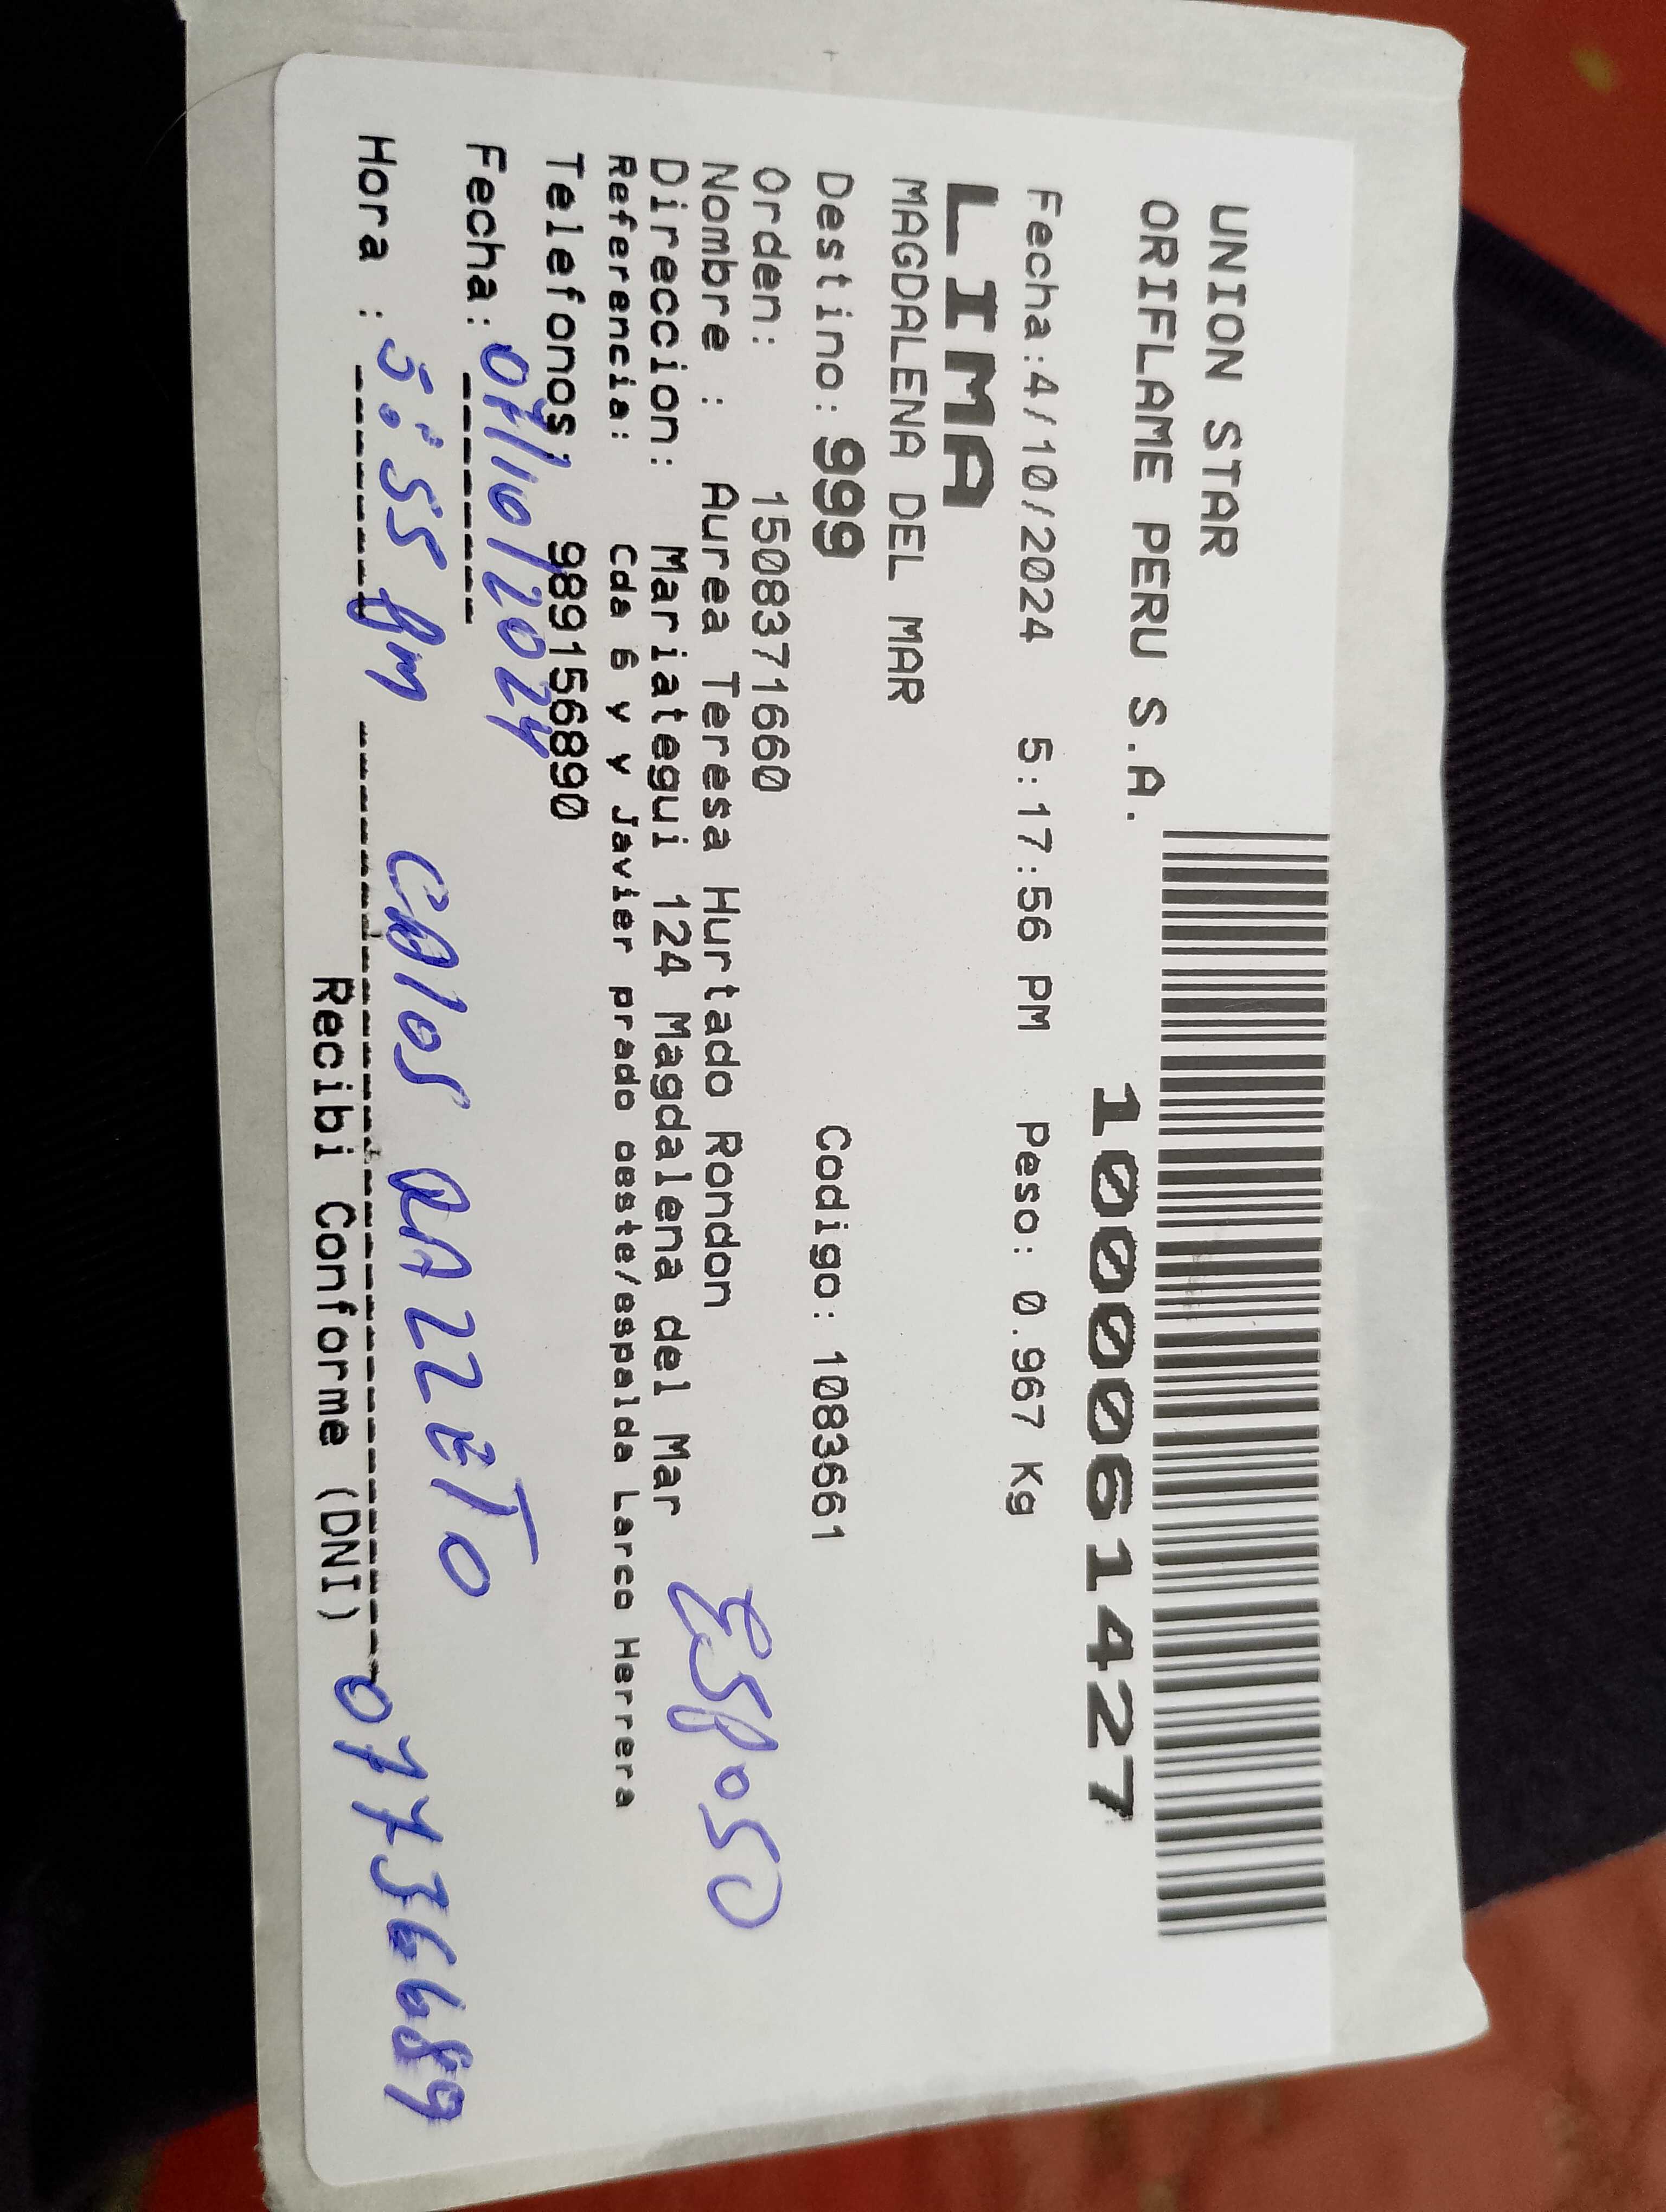 UNION STAR
ORIFLAME PERU S.A.
1000061427
Fecha:4/10/2024 5:17:56 PM Peso: 0.967 Kg
LIMA
MAGDALENA DEL MAR
Destino: 999 Codigo: 1083661
Orden: 1508371660
Nombre : Aurea Teresa Hurtado Rondon
Direccion: Mariategui 124 Magdalena del Mar
Referencia: Cda 6 y y Javier prado oeste/espalda Larco Herrera
ESPOSO
Telefonos: 989156890
Fecha: 07/10/2024
Hora : 5:55 pm CARLOS RAZZETO
Recibi Conforme (DNI)